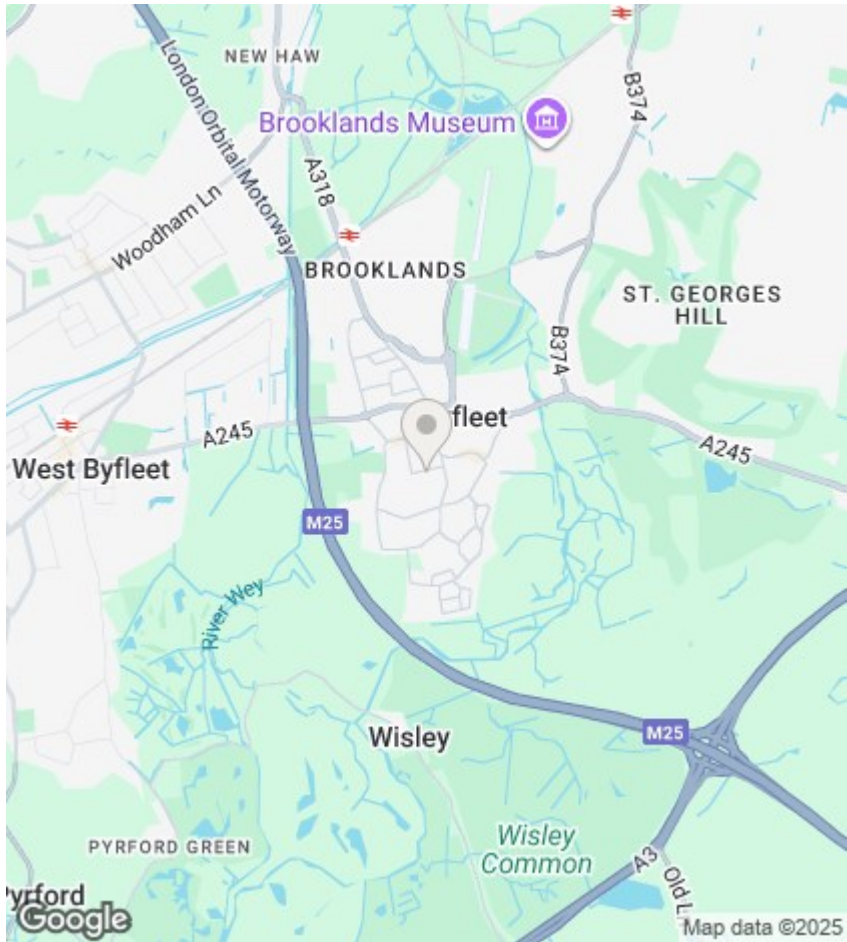 NEW HAW
London Orbital Motorway
B374
Brooklands Museum
A318
Woodham Ln
BROOKLANDS
ST. GEORGES
HILL
B374
fleet
A245
A245
West Byfleet
M25
River Wey
Wisley
M25
PYRFORD GREEN
Wisley
Common
A3
Old L
Pyrford
Google
Map data ©2025